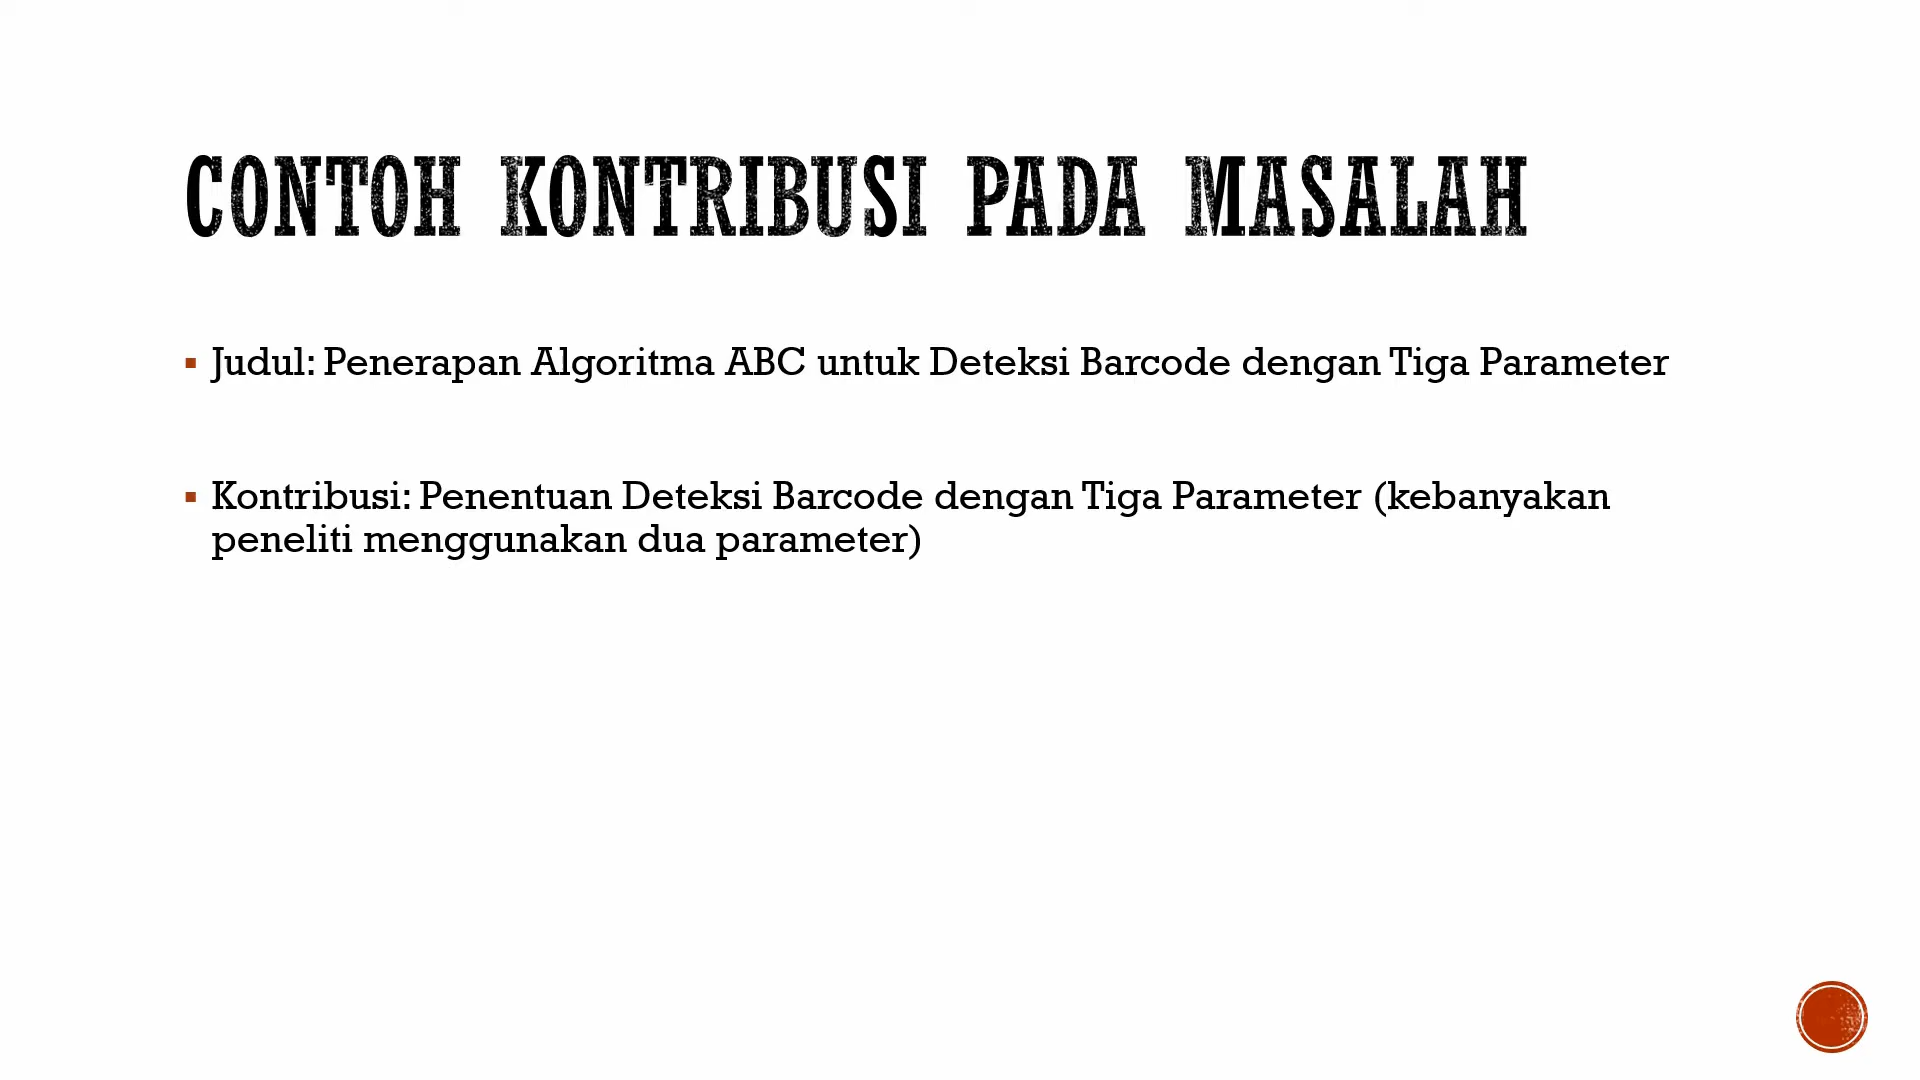 CONTOH KONTRIBUSI PADA MASALAH
Judul: Penerapan Algoritma ABC untuk Deteksi Barcode dengan Tiga Parameter
Kontribusi: Penentuan Deteksi Barcode dengan Tiga Parameter (kebanyakan
peneliti menggunakan dua parameter)